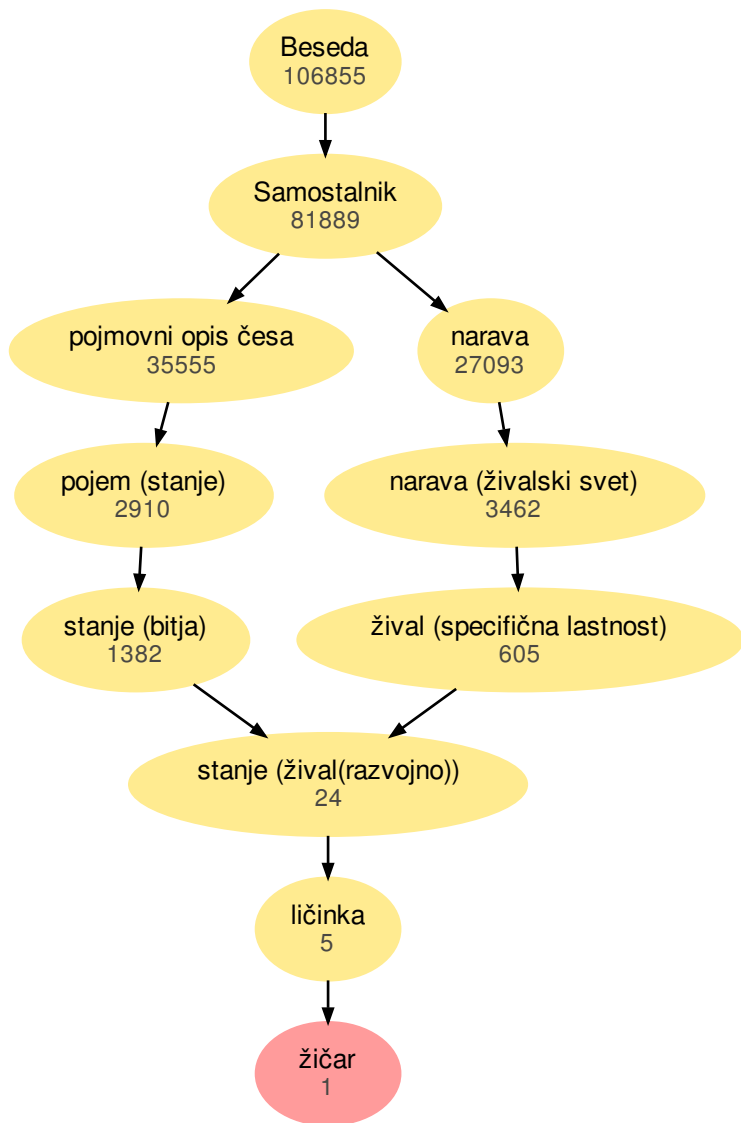 Beseda
106855
Samostalnik
81889
pojmovni opis česa
35555
narava
27093
pojem (stanje)
2910
narava (živalski svet)
3462
stanje (bitja)
1382
žival (specifična lastnost)
605
stanje (žival(razvojno))
24
ličinka
5
žičar
1